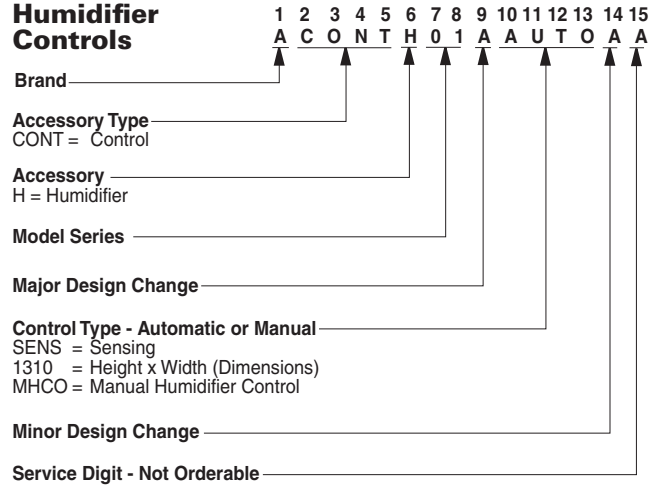 Humidifier
Controls
1 2 3 4 5 6 7 8 9 10 11 12 13 14 15
A C O N T H 0 1 A A U T O A A
Brand
Accessory Type
CONT = Control
Accessory
H = Humidifier
Model Series
Major Design Change
Control Type - Automatic or Manual
SENS = Sensing
1310 = Height x Width (Dimensions)
MHCO = Manual Humidifier Control
Minor Design Change
Service Digit - Not Orderable